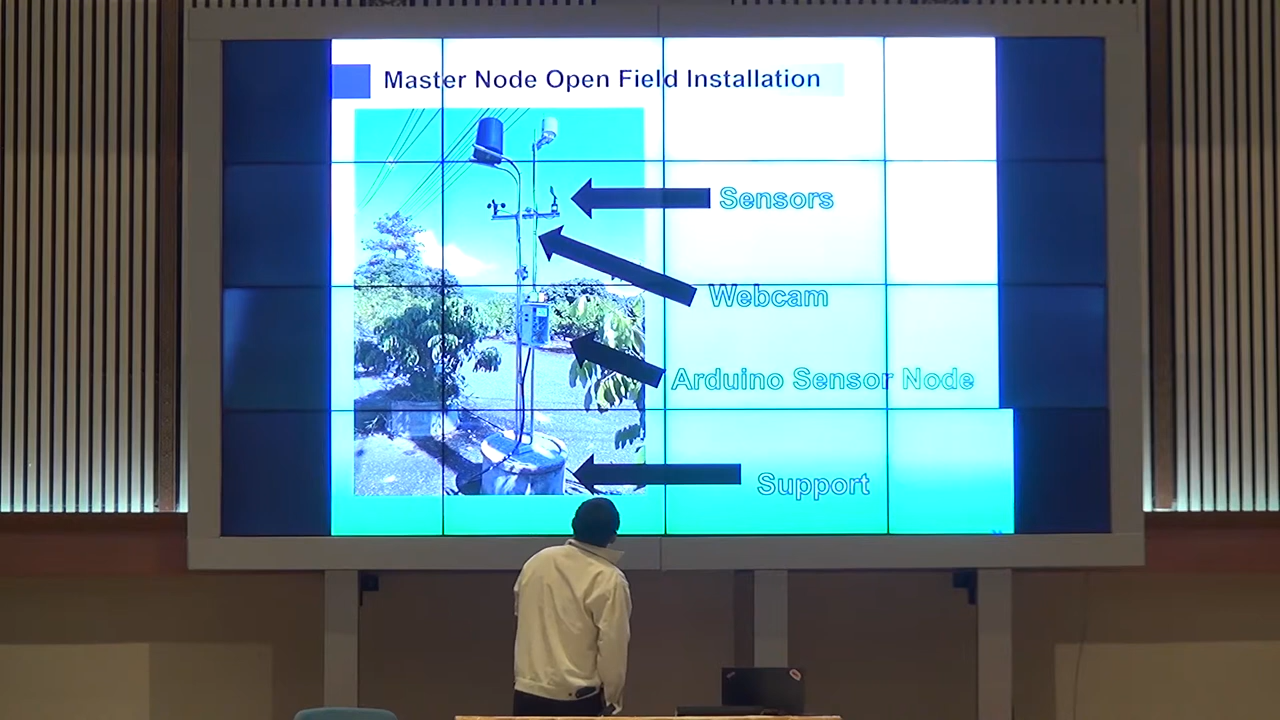 Master Node Open Field Installation
Sensors
Webcam
Arduino Sensor Node
Support